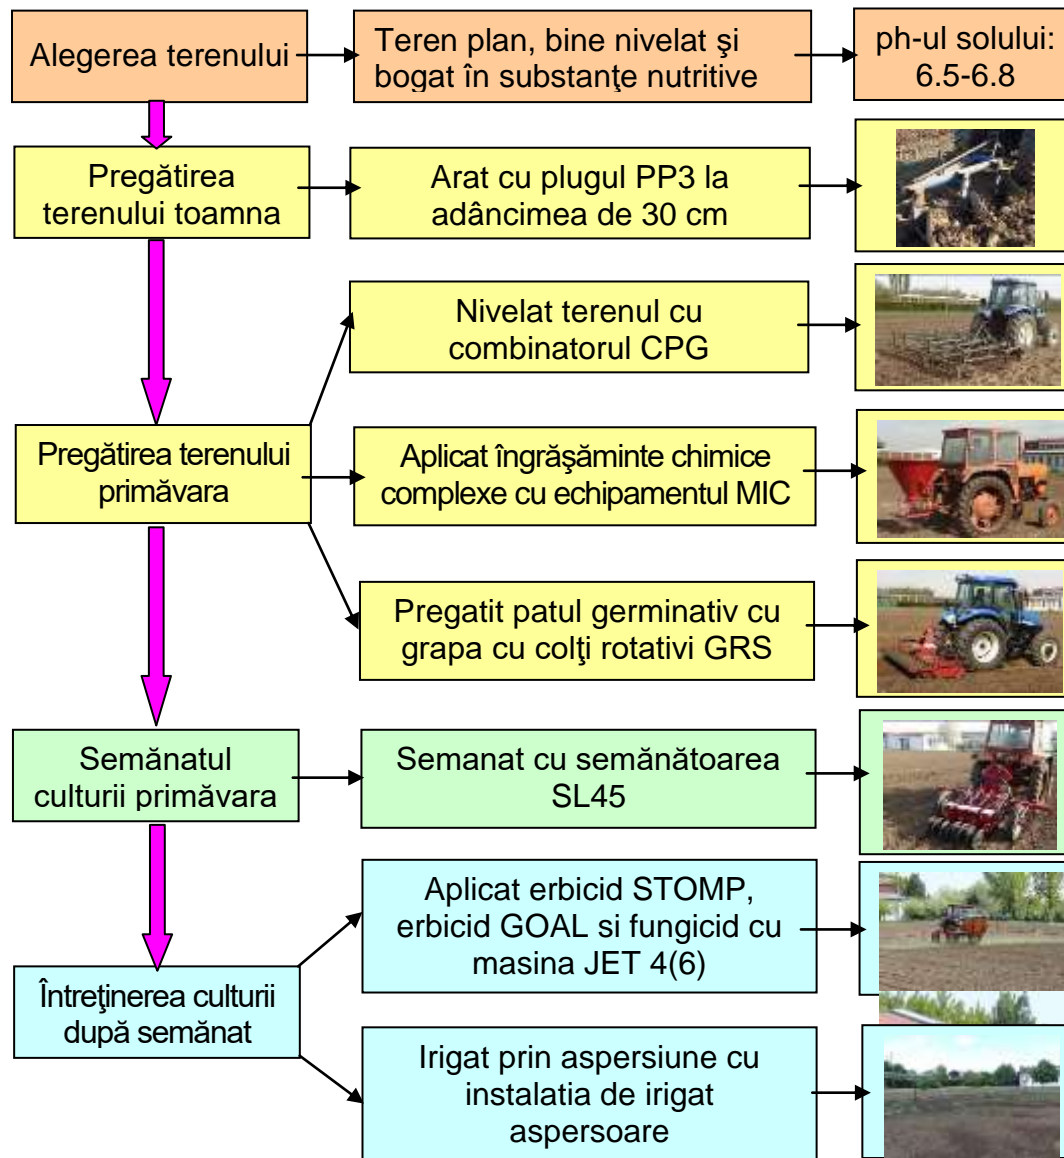 Alegerea terenului
Teren plan, bine nivelat şi
bogat în substanţe nutritive
ph-ul solului:
6.5-6.8
Pregătirea
terenului toamna
Arat cu plugul PP3 la
adâncimea de 30 cm
Nivelat terenul cu
combinatorul CPG
Pregătirea terenului
primăvara
Aplicat îngrăşăminte chimice
complexe cu echipamentul MIC
Pregatit patul germinativ cu
grapa cu colţi rotativi GRS
Semănatul
culturii primăvara
Semanat cu semănătoarea
SL45
Aplicat erbicid STOMP,
erbicid GOAL si fungicid cu
masina JET 4(6)
Întreţinerea culturii
după semănat
Irigat prin aspersiune cu
instalatia de irigat
aspersoare